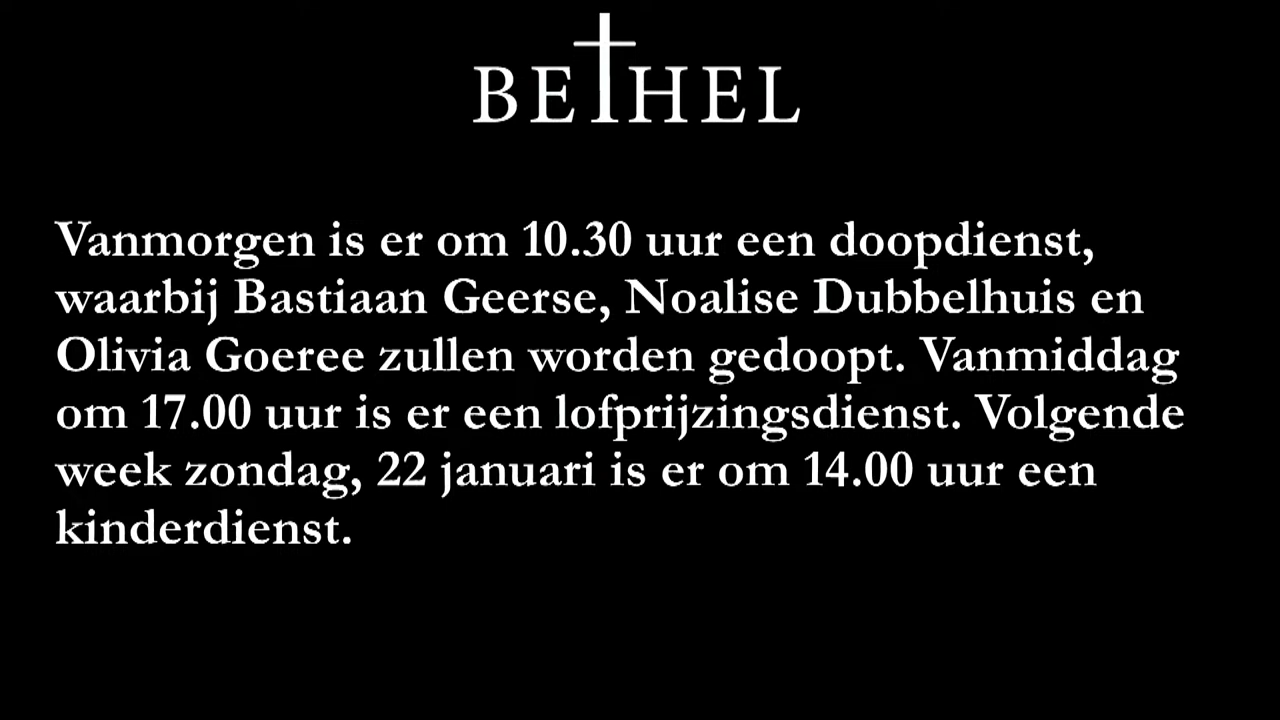 BETHEL
Vanmorgen is er om 10.30 uur een doopdienst,
waarbij Bastiaan Geerse, Noalise Dubbelhuis en
Olivia Goeree zullen worden gedoopt. Vanmiddag
om 17.00 uur is er een lofprijzingsdienst. Volgende
week zondag, 22 januari is er om 14.00 uur een
kinderdienst.